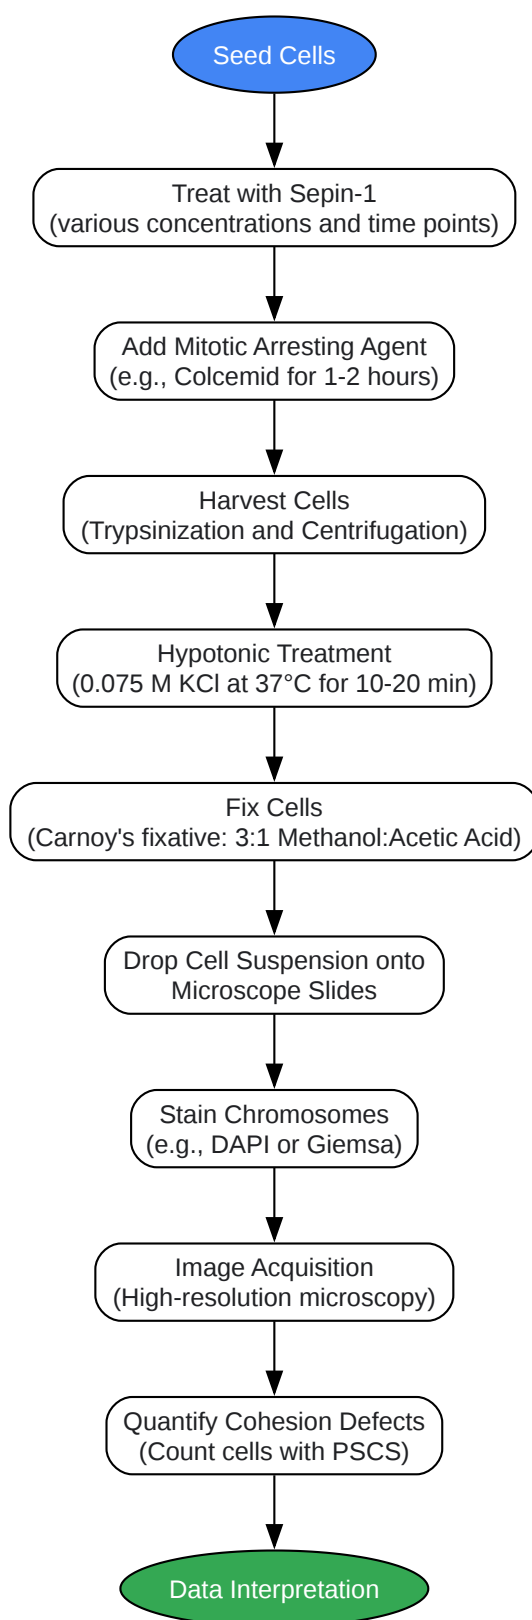 Seed Cells
Treat with Sepin-1
(various concentrations and time points)
Add Mitotic Arresting Agent
(e.g., Colcemid for 1-2 hours)
Harvest Cells
(Trypsinization and Centrifugation)
Hypotonic Treatment
(0.075 M KCl at 37°C for 10-20 min)
Fix Cells
(Carnoy's fixative: 3:1 Methanol:Acetic Acid)
Drop Cell Suspension onto
Microscope Slides
Stain Chromosomes
(e.g., DAPI or Giemsa)
Image Acquisition
(High-resolution microscopy)
Quantify Cohesion Defects
(Count cells with PSCS)
Data Interpretation